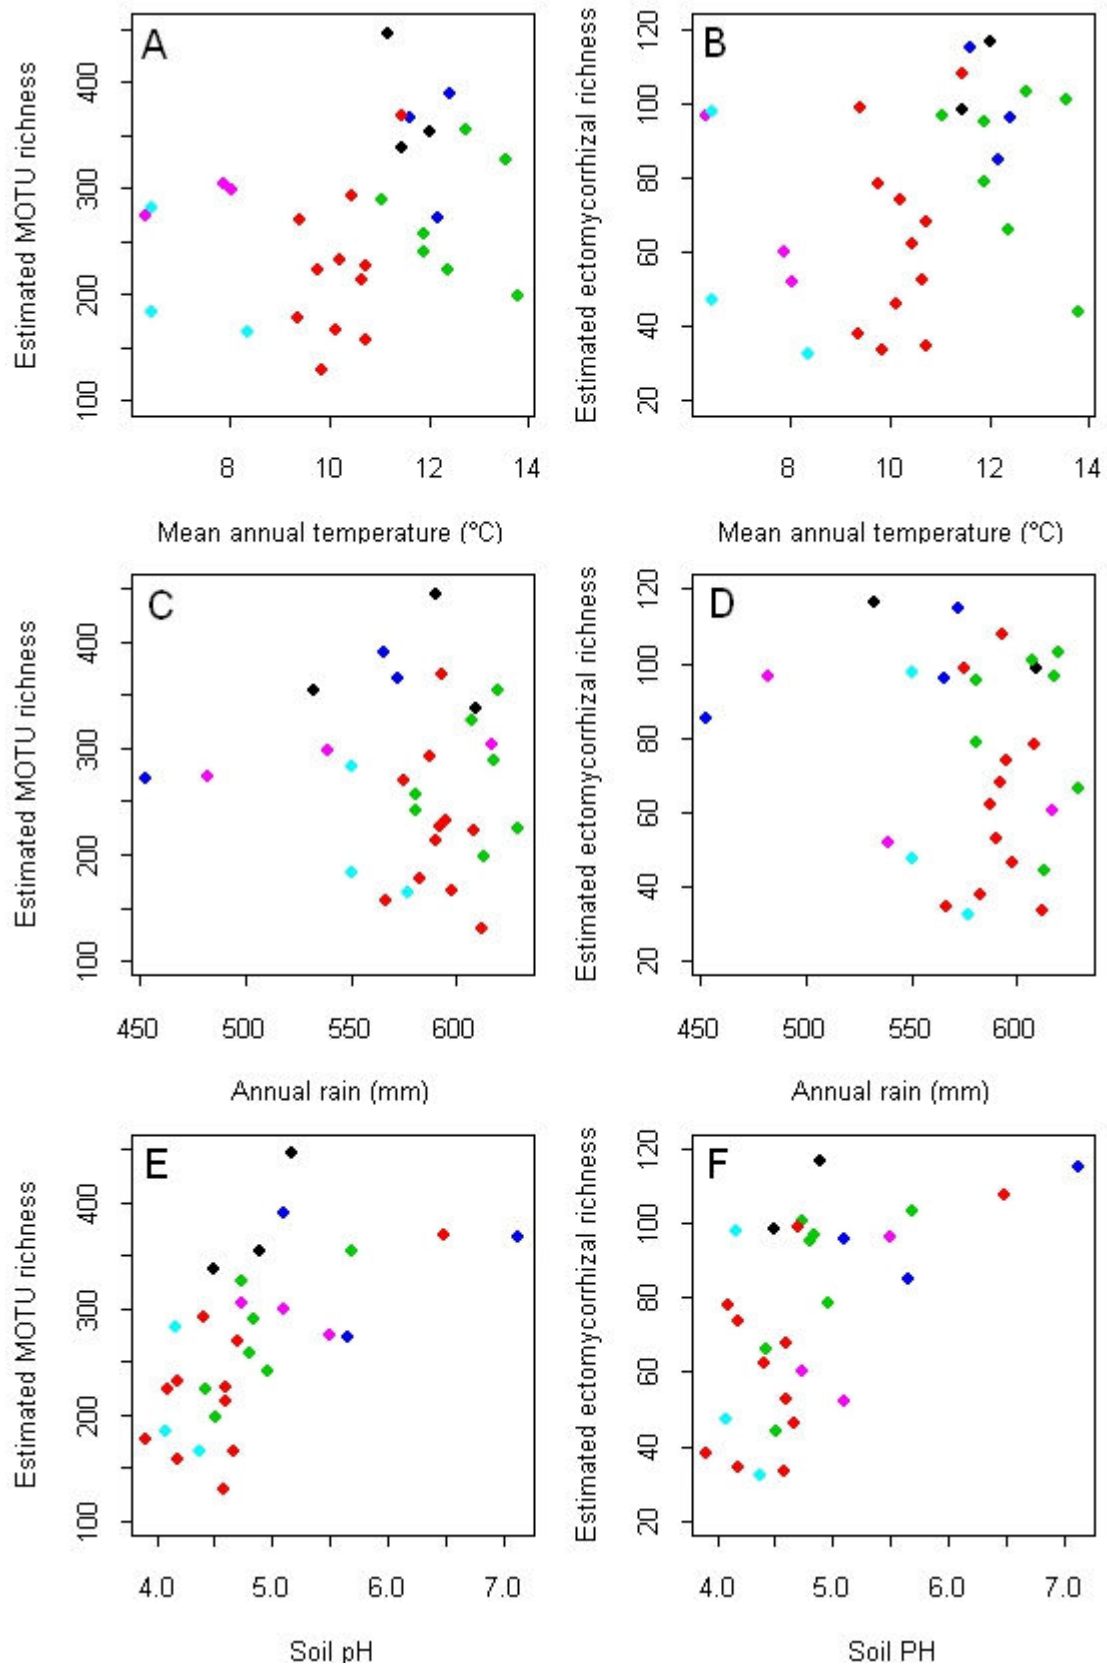 A
Estimated MOTU richness
400
300
200
100
8 10 12 14
Mean annual temperature (°C)
B
Estimated ectomycorrhizal richness
120
100
80
60
40
20
8 10 12 14
Mean annual temperature (°C)
C
Estimated MOTU richness
400
300
200
100
450 500 550 600
Annual rain (mm)
D
Estimated ectomycorrhizal richness
120
100
80
60
40
20
450 500 550 600
Annual rain (mm)
E
Estimated MOTU richness
400
300
200
100
4.0 5.0 6.0 7.0
Soil pH
F
Estimated ectomycorrhizal richness
120
100
80
60
40
20
4.0 5.0 6.0 7.0
Soil PH